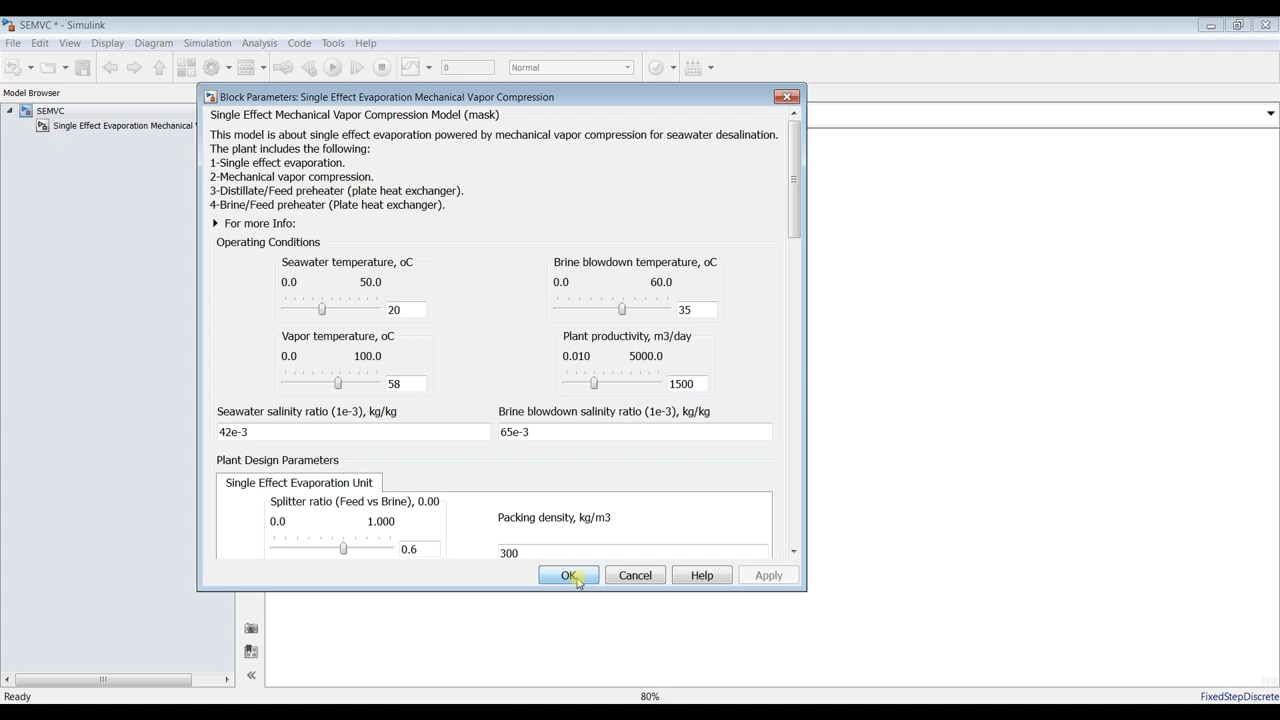 SEMVC * - Simulink
File Edit View Display Diagram Simulation Analysis Code Tools Help
0 Normal
Model Browser
SEMVC
Single Effect Evaporation Mechanical V
Block Parameters: Single Effect Evaporation Mechanical Vapor Compression
Single Effect Mechanical Vapor Compression Model (mask)
This model is about single effect evaporation powered by mechanical vapor compression for seawater desalination.
The plant includes the following:
1-Single effect evaporation.
2-Mechanical vapor compression.
3-Distillate/Feed preheater (plate heat exchanger).
4-Brine/Feed preheater (Plate heat exchanger).
For more Info:
Operating Conditions
Seawater temperature, oC Brine blowdown temperature, oC
0.0 50.0 0.0 60.0
20 35
Vapor temperature, oC Plant productivity, m3/day
0.0 100.0 0.010 5000.0
58 1500
Seawater salinity ratio (1e-3), kg/kg Brine blowdown salinity ratio (1e-3), kg/kg
42e-3 65e-3
Plant Design Parameters
Single Effect Evaporation Unit
Splitter ratio (Feed vs Brine), 0.00
Packing density, kg/m3
0.0 1.000
0.6 300
OK Cancel Help Apply
Ready 80% FixedStepDiscrete